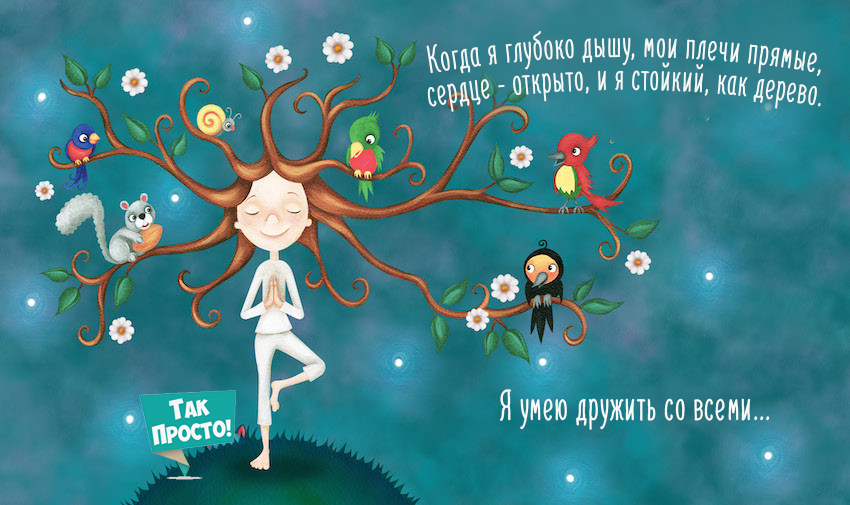 Когда я глубоко дышу, мои плечи прямые,
сердце - открыто, и я стойкий, как дерево.
Я умею дружить со всеми...
Так
Просто!